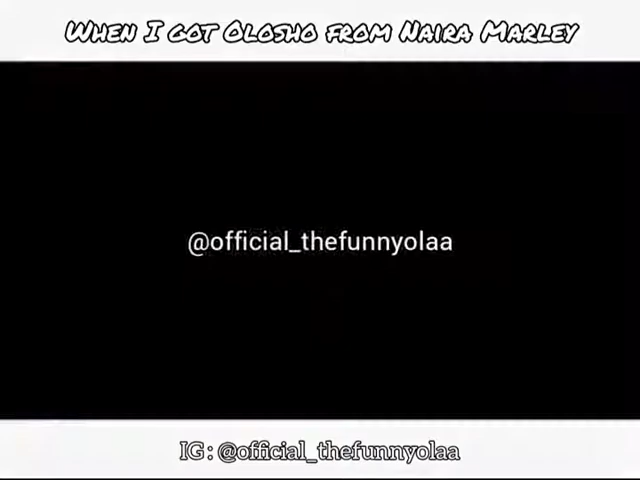 When I got Olosho from Naira Marley
@official_thefunnyolaa
IG: @official_thefunnyolaa